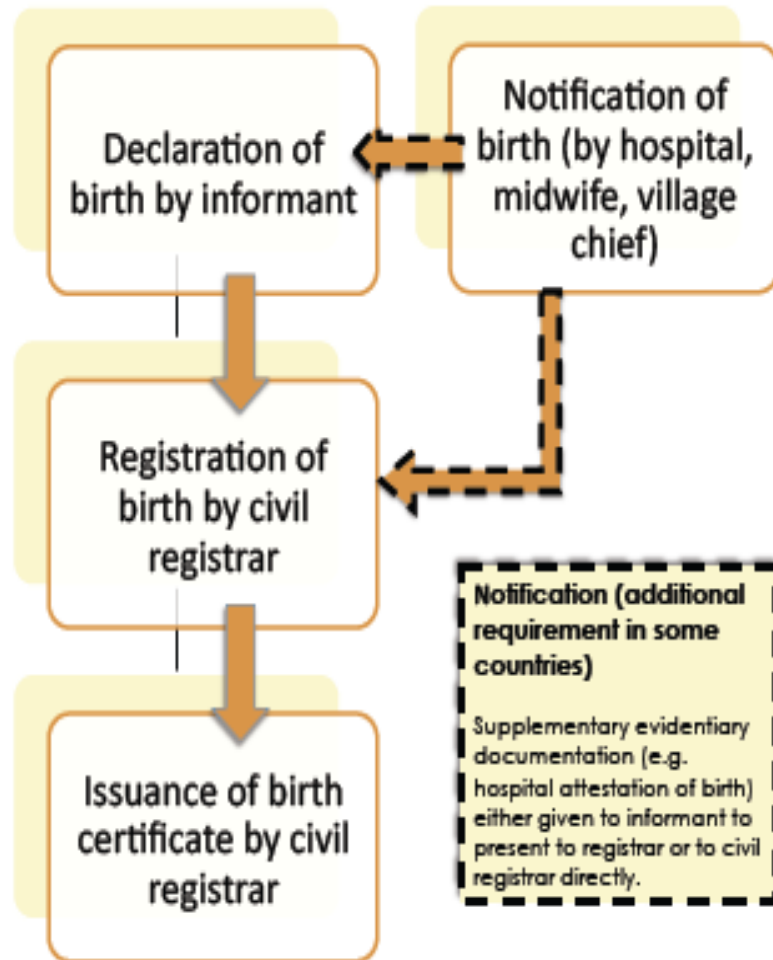 Declaration of
birth by informant
Notification of
birth (by hospital,
midwife, village
chief)
Registration of
birth by civil
registrar
Notification (additional
requirement in some
countries)
Supplementary evidentiary
documentation (e.g.
hospital attestation of birth)
either given to informant to
present to registrar or to civil
registrar directly.
Issuance of birth
certificate by civil
registrar